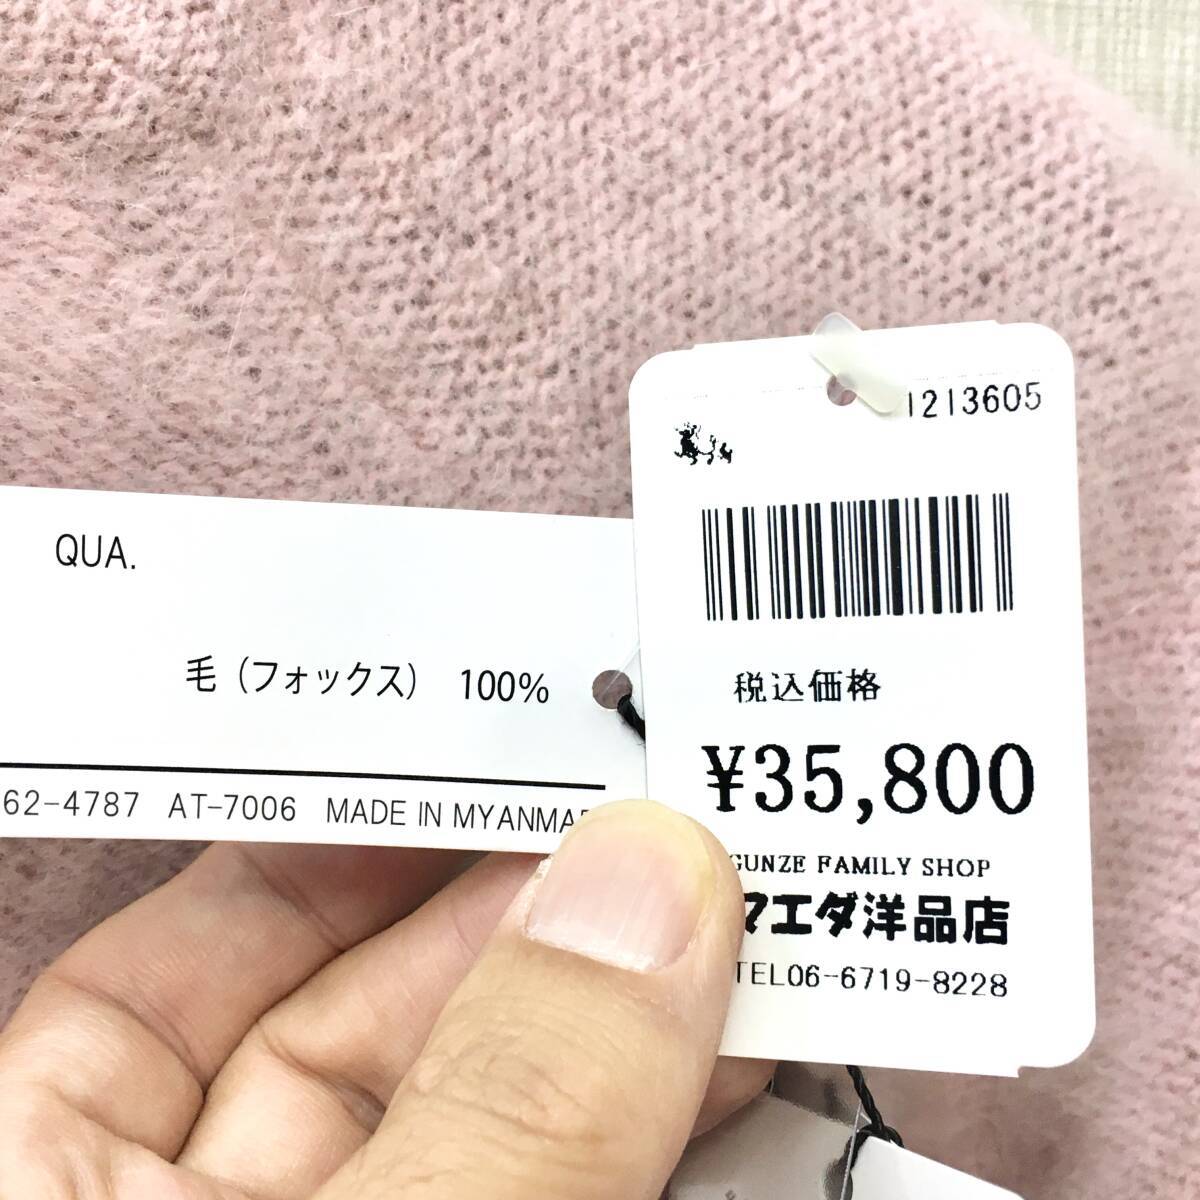 QUA.
毛（フォックス） 100%
62-4787 AT-7006 MADE IN MYANMA
1213605
税込価格
¥35,800
GUNZE FAMILY SHOP
マエダ洋品店
TEL06-6719-8228